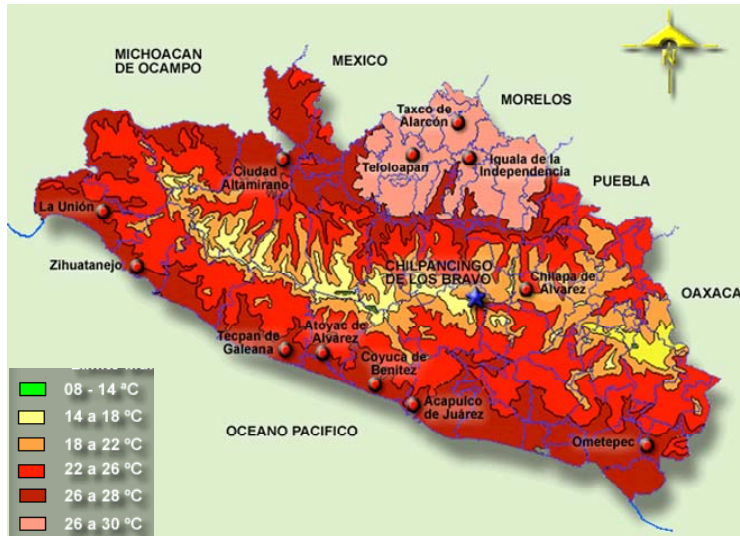 MICHOACAN
DE OCAMPO
MEXICO
N
Taxco de
Alarcón
MORELOS
Teloloapan
Iguala de la
Independencia
Ciudad
Altamirano
PUEBLA
La Unión
Zihuatanejo
CHILPANCINGO
DE LOS BRAVO
Chilapa de
Alvarez
OAXACA
Tecpan de
Galeana
Atoyac de
Alvárez
Coyuca de
Benítez
Acapulco
de Juárez
OCEANO PACIFICO
Ometepec
08 - 14 ºC
14 a 18 ºC
18 a 22 ºC
22 a 26 ºC
26 a 28 ºC
26 a 30 ºC